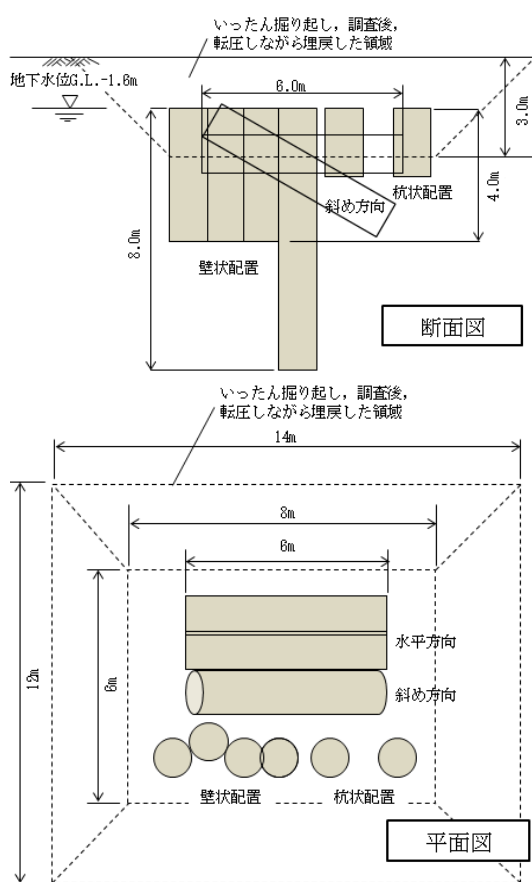 いったん掘り起し，調査後，
転圧しながら埋戻した領域
地下水位G.L.-1.6m
6.0m
3.0m
斜め方向
杭状配置
4.0m
8.0m
壁状配置
断面図
いったん掘り起し，調査後，
転圧しながら埋戻した領域
14m
8m
6m
水平方向
12m
6m
斜め方向
壁状配置
杭状配置
平面図